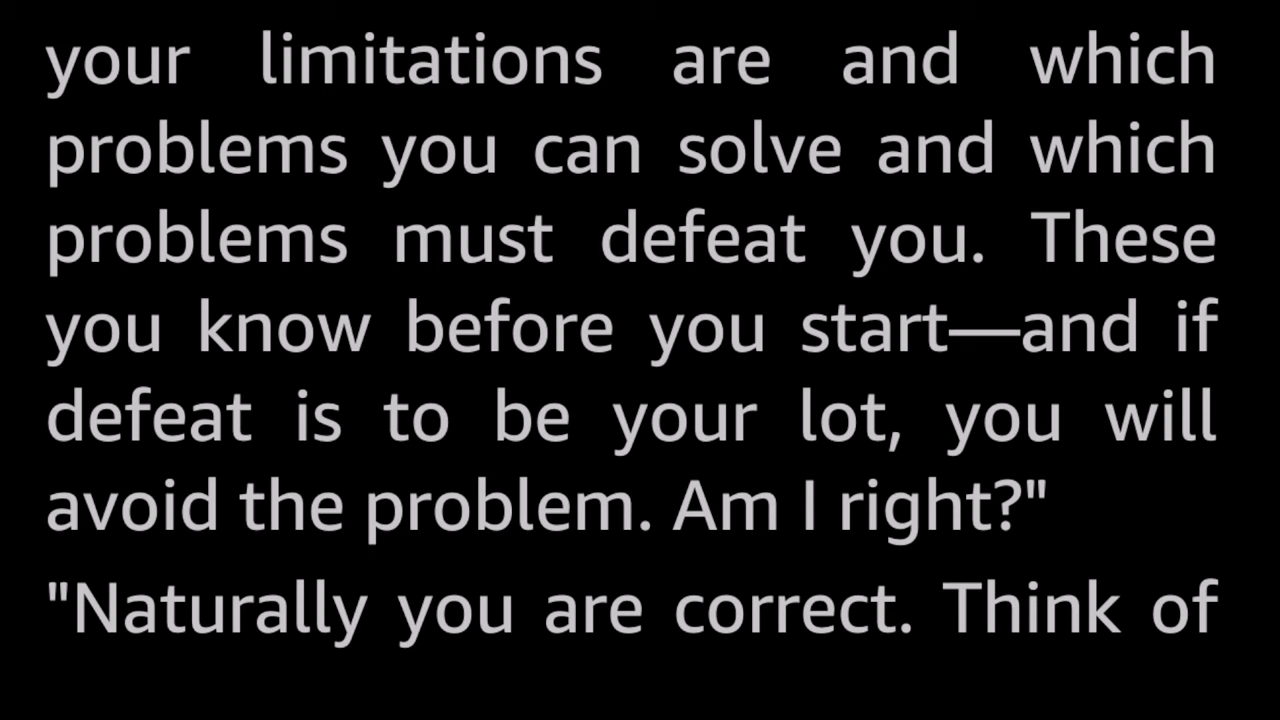 your limitations are and which
problems you can solve and which
problems must defeat you. These
you know before you start—and if
defeat is to be your lot, you will
avoid the problem. Am I right?"
"Naturally you are correct. Think of